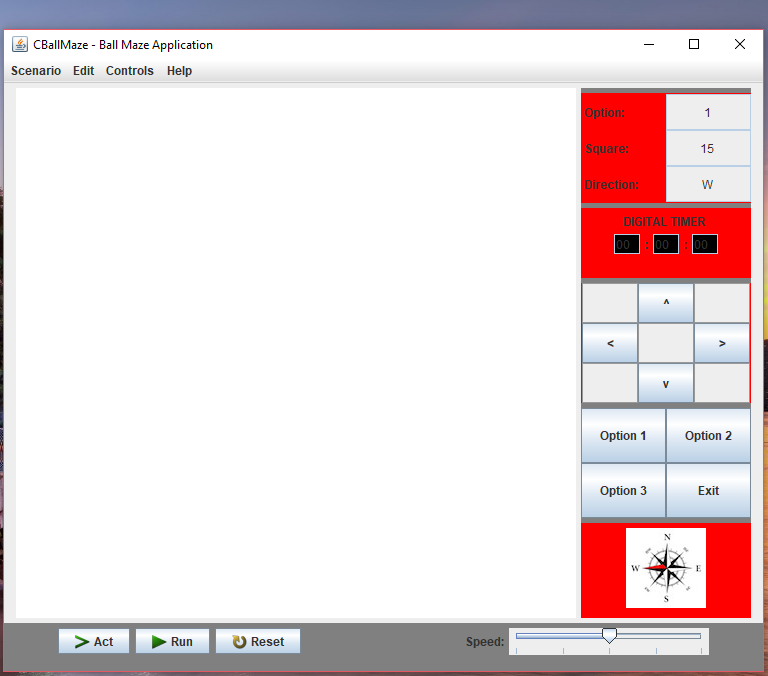 CBallMaze - Ball Maze Application
Scenario Edit Controls Help
Option: 1
Square: 15
Direction: W
DIGITAL TIMER
00 : 00 : 00
^
< >
v
Option 1 Option 2
Option 3 Exit
N
W E
S
Act Run Reset Speed: